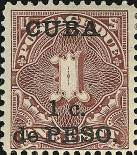 CUBA
1
1 c.
de PESO.